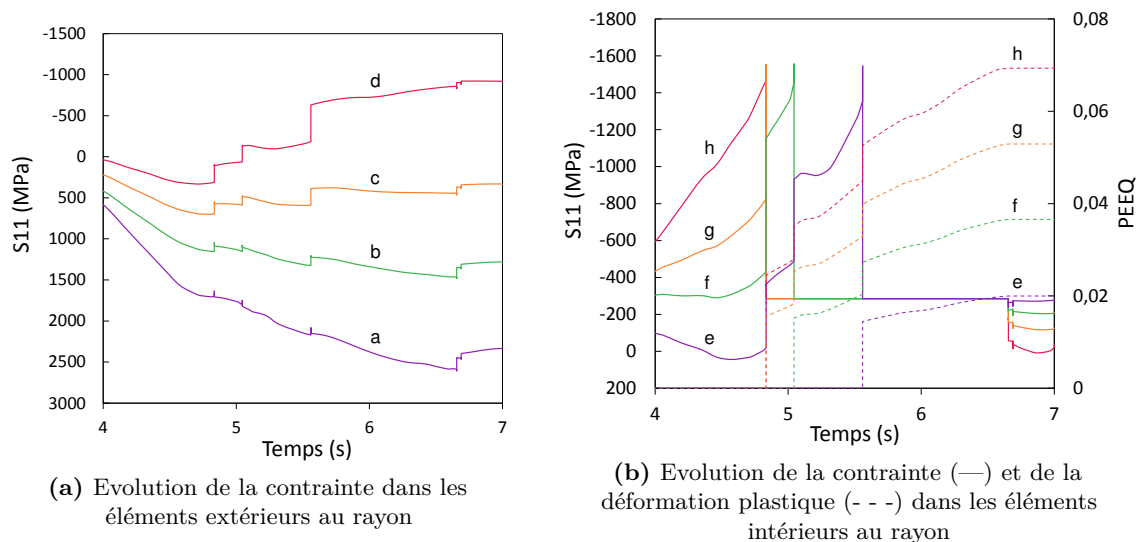 -1500
-1000
-500
0
500
1000
1500
2000
2500
3000
S11 (MPa)
4
5
6
7
Temps (s)
d
c
b
a
(a) Evolution de la contrainte dans les
éléments extérieurs au rayon
-1800
-1600
-1400
-1200
-1000
-800
-600
-400
-200
0
200
S11 (MPa)
4
5
6
7
Temps (s)
0,08
0,06
0,04
0,02
0
PEEQ
h
g
f
e
h
g
f
e
(b) Evolution de la contrainte (—) et de la
déformation plastique (- - -) dans les éléments
intérieurs au rayon